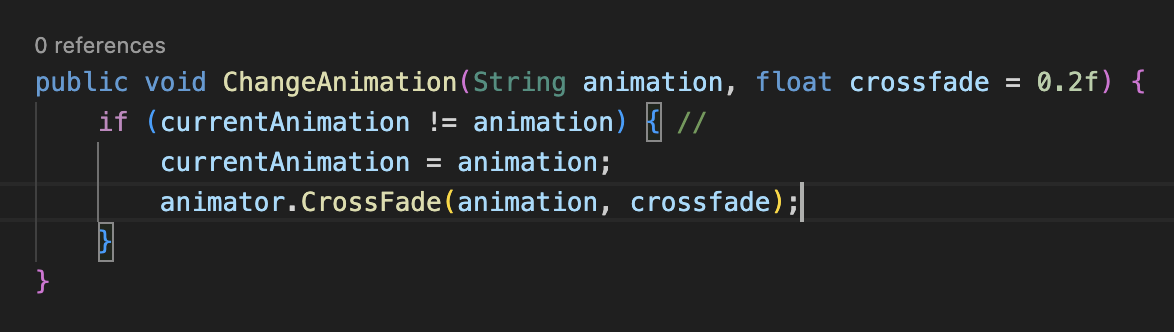 0 references
public void ChangeAnimation(String animation, float crossfade = 0.2f) {
    if (currentAnimation != animation) { //
        currentAnimation = animation;
        animator.CrossFade(animation, crossfade);
    }
}